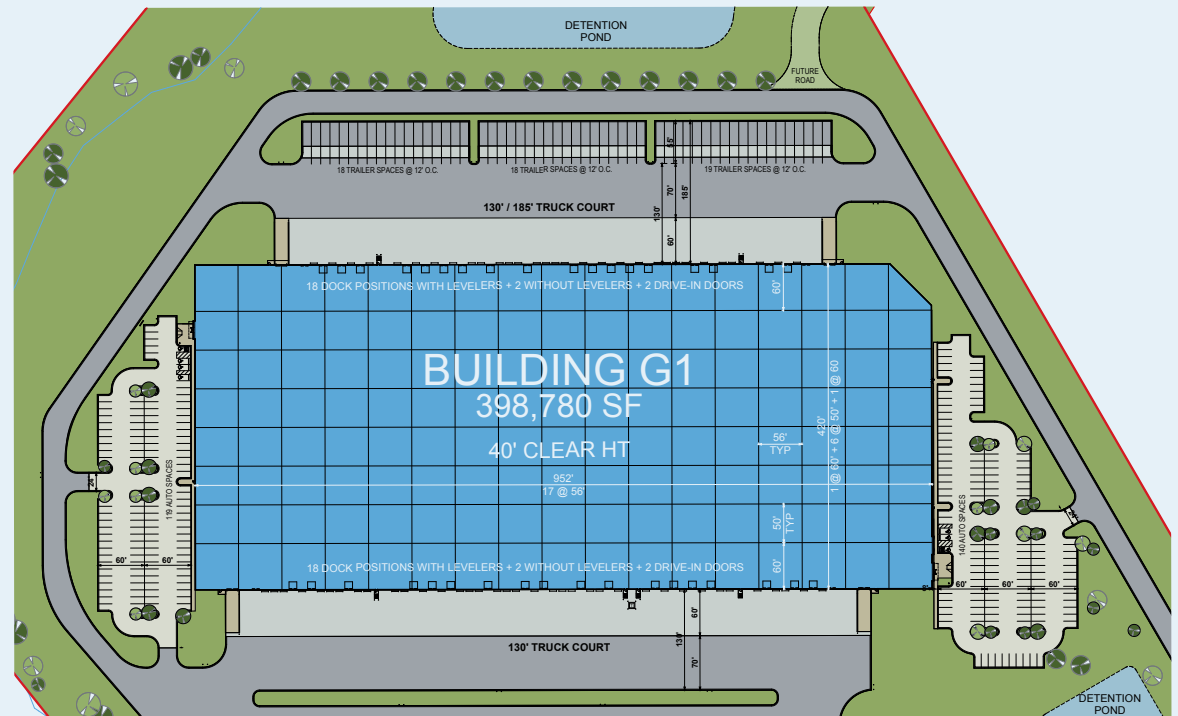 DETENTION
POND
FUTURE
ROAD
18 TRAILER SPACES @ 12' O.C.
18 TRAILER SPACES @ 12' O.C.
19 TRAILER SPACES @ 12' O.C.
55'
70'
185'
130'
60'
130' / 185' TRUCK COURT
18 DOCK POSITIONS WITH LEVELERS + 2 WITHOUT LEVELERS + 2 DRIVE-IN DOORS
60'
BUILDING G1
398,780 SF
40' CLEAR HT
56'
TYP
420'
1 @ 60' + 6 @ 50' + 1 @ 60
952'
17 @ 56'
50'
TYP
60'
18 DOCK POSITIONS WITH LEVELERS + 2 WITHOUT LEVELERS + 2 DRIVE-IN DOORS
119 AUTO SPACES
24'
60'
60'
140 AUTO SPACES
24'
60'
60'
60'
130' TRUCK COURT
60'
130'
70'
DETENTION
POND